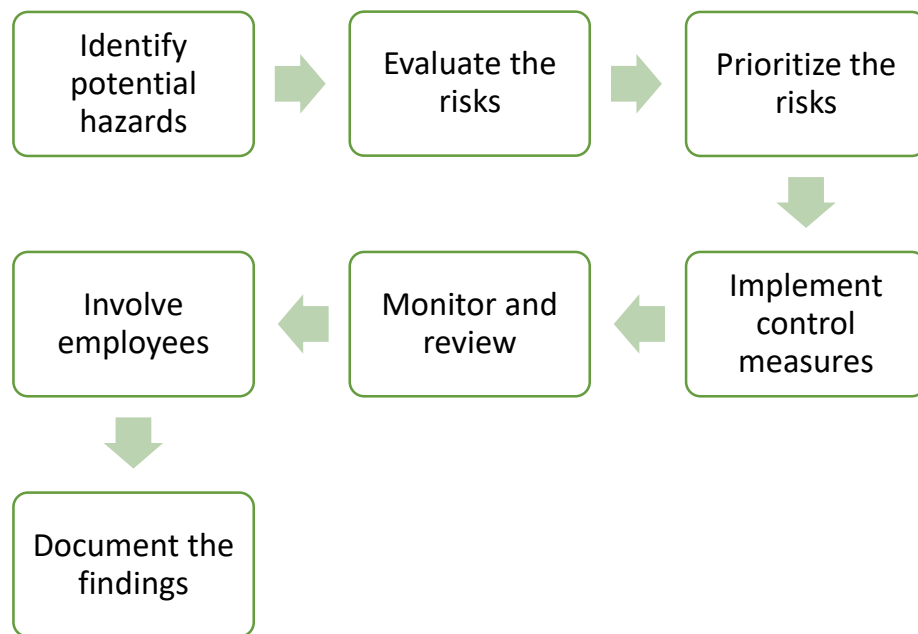 Identify
potential
hazards
Evaluate the
risks
Prioritize the
risks
Implement
control
measures
Monitor and
review
Involve
employees
Document the
findings